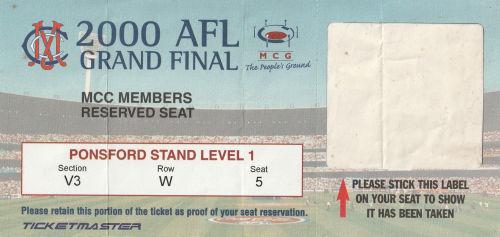 2000 AFL
GRAND FINAL
MCG
The People's Ground
MCC MEMBERS
RESERVED SEAT
PONSFORD STAND LEVEL 1
Section Row Seat
V3 W 5
Please retain this portion of the ticket as proof of your seat reservation.
TICKETMASTER
PLEASE STICK THIS LABEL
ON YOUR SEAT TO SHOW
IT HAS BEEN TAKEN